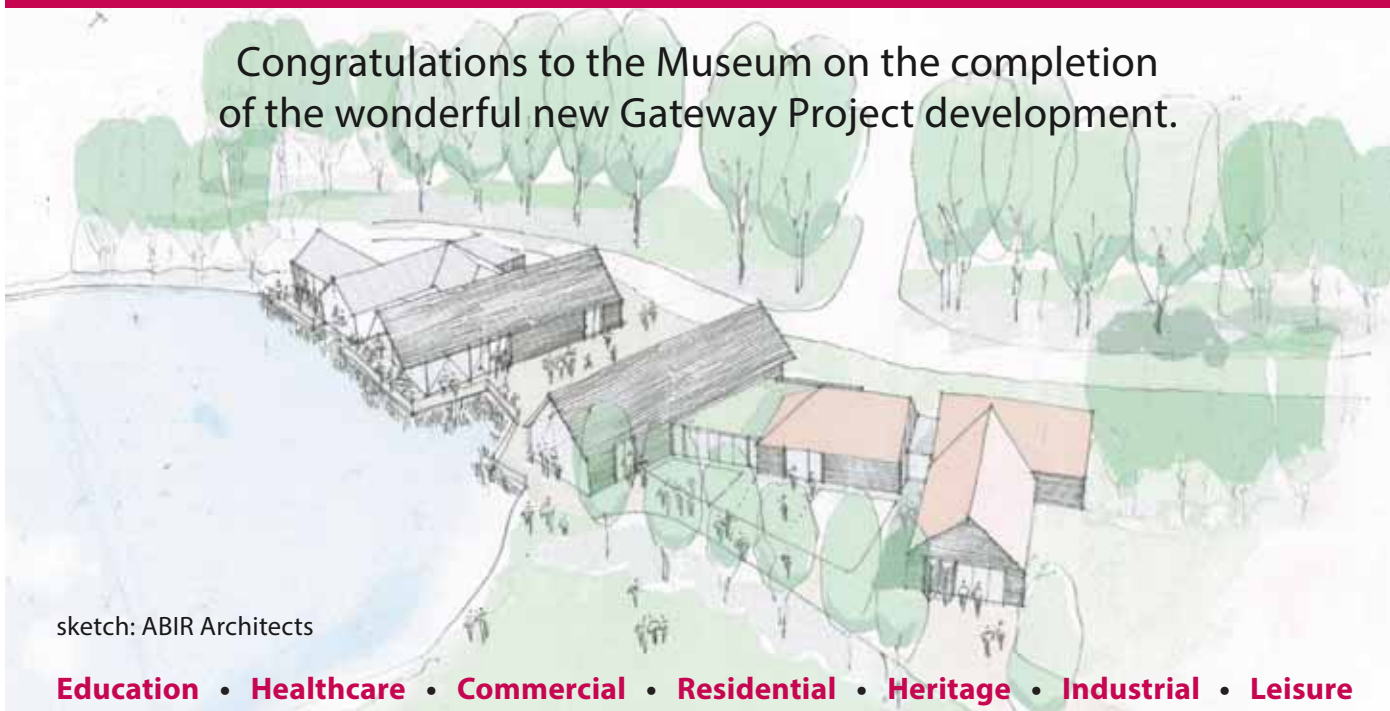 Congratulations to the Museum on the completion
of the wonderful new Gateway Project development.
sketch: ABIR Architects
Education • Healthcare • Commercial • Residential • Heritage • Industrial • Leisure